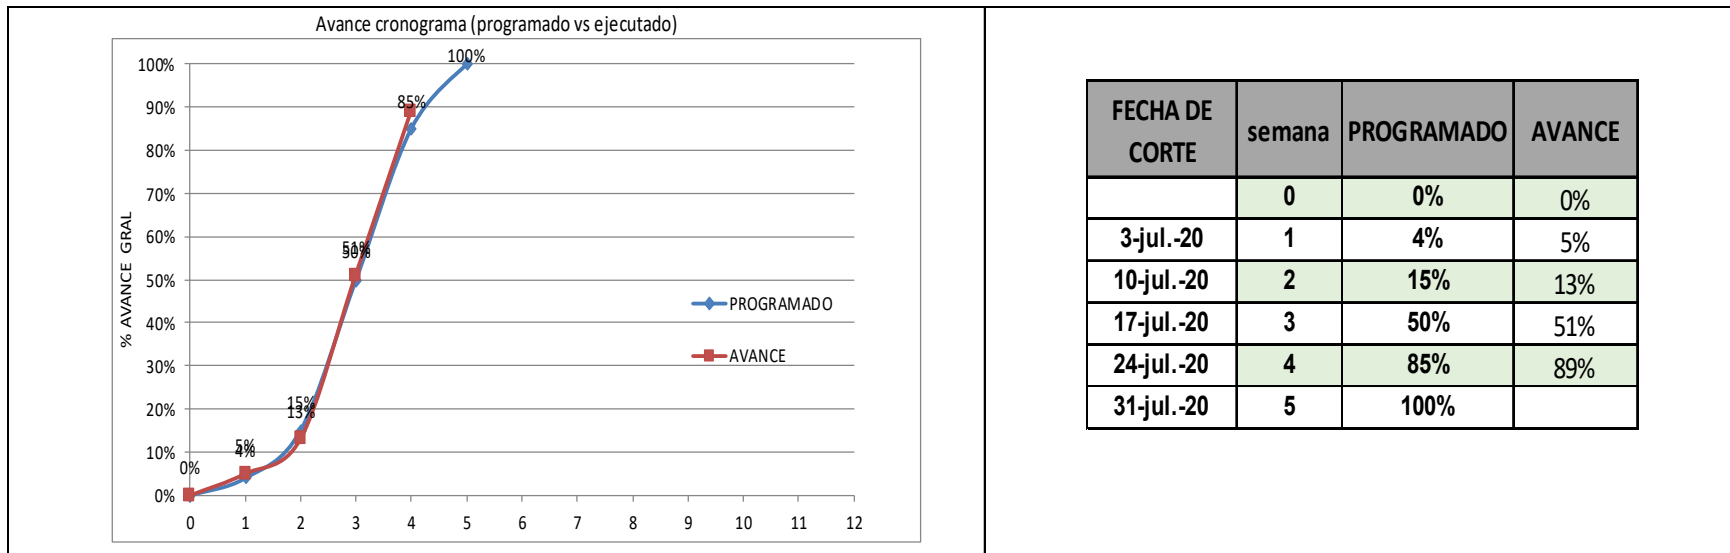 Avance cronograma (programado vs ejecutado)
% AVANCE GRAL
100%
90%
80%
70%
60%
50%
40%
30%
20%
10%
0%
0 1 2 3 4 5 6 7 8 9 10 11 12
0%
5%
4%
15%
13%
51%
50%
85%
100%
PROGRAMADO
AVANCE
FECHA DE CORTE semana PROGRAMADO AVANCE
0 0% 0%
3-jul.-20 1 4% 5%
10-jul.-20 2 15% 13%
17-jul.-20 3 50% 51%
24-jul.-20 4 85% 89%
31-jul.-20 5 100%